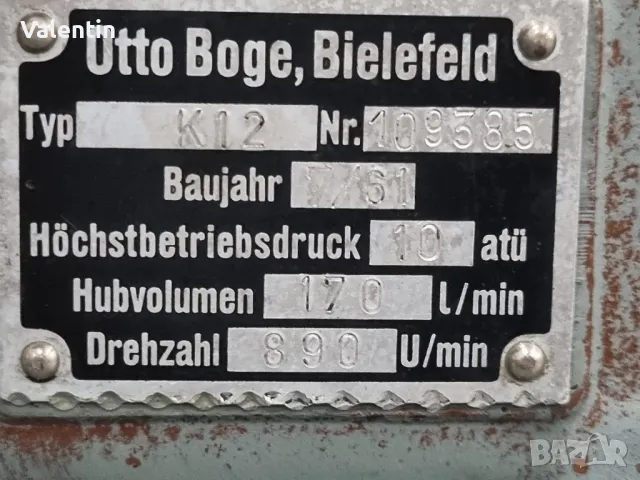 Valentin
Otto Boge, Bielefeld
Typ K12 Nr. 109385
Baujahr /61
Höchstbetriebsdruck 10 atü
Hubvolumen 170 l/min
Drehzahl 890 U/min
BAZAR